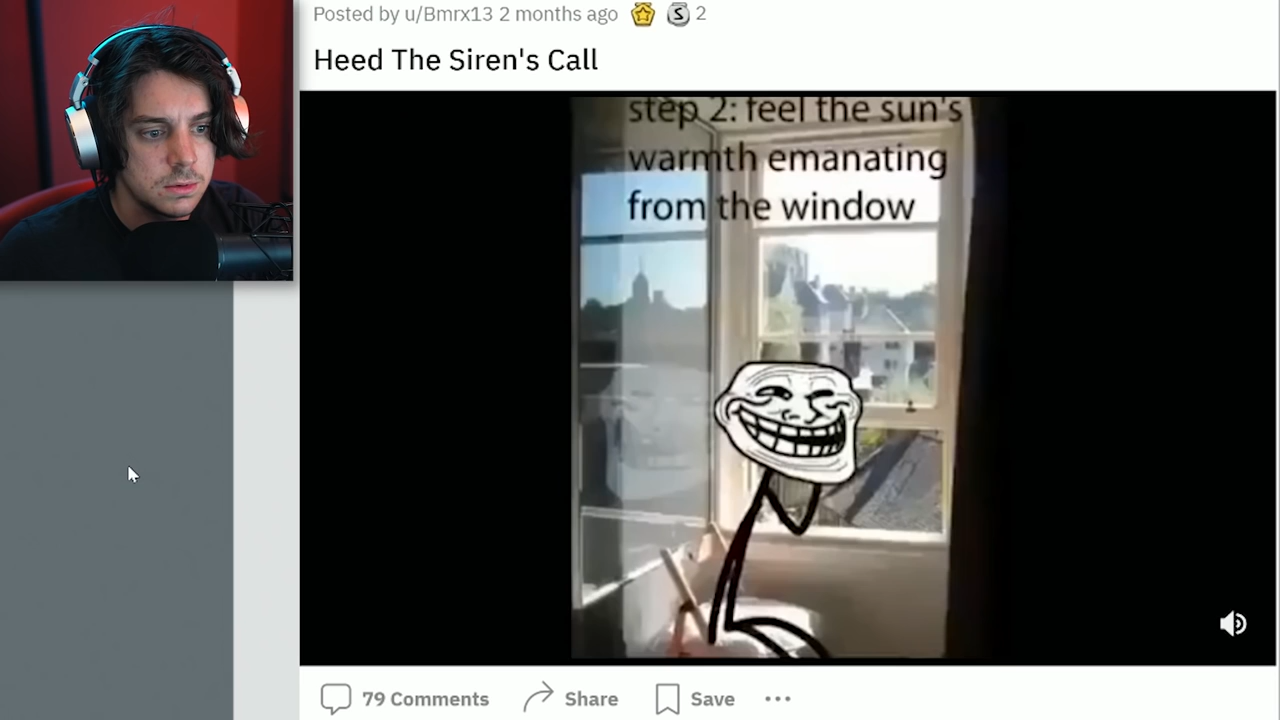 Posted by u/Bmrx13 2 months ago 2
Heed The Siren's Call
step 2: feel the sun's
warmth emanating
from the window
79 Comments Share Save